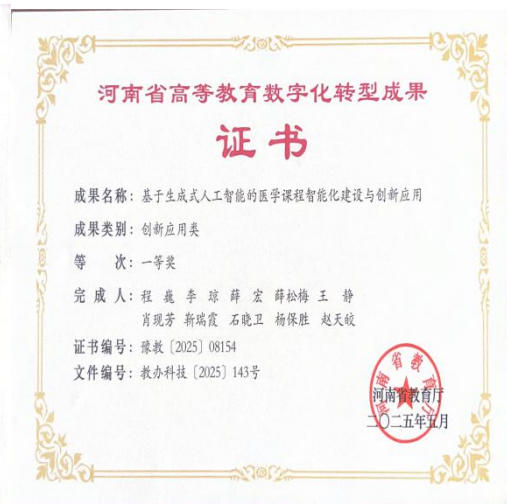 河南省高等教育数字化转型成果
证书
成果名称：基于生成式人工智能的医学课程智能化建设与创新应用
成果类别：创新应用类
等 次：一等奖
完 成 人：程 巍 李 琼 薛 宏 薛松梅 王 静
肖现芳 靳瑞霞 石晓卫 杨保胜 赵天皎
证书编号：豫教〔2025〕08154
文件编号：教办科技〔2025〕143号
河南省教育厅
河南省教育厅
二〇二五年五月